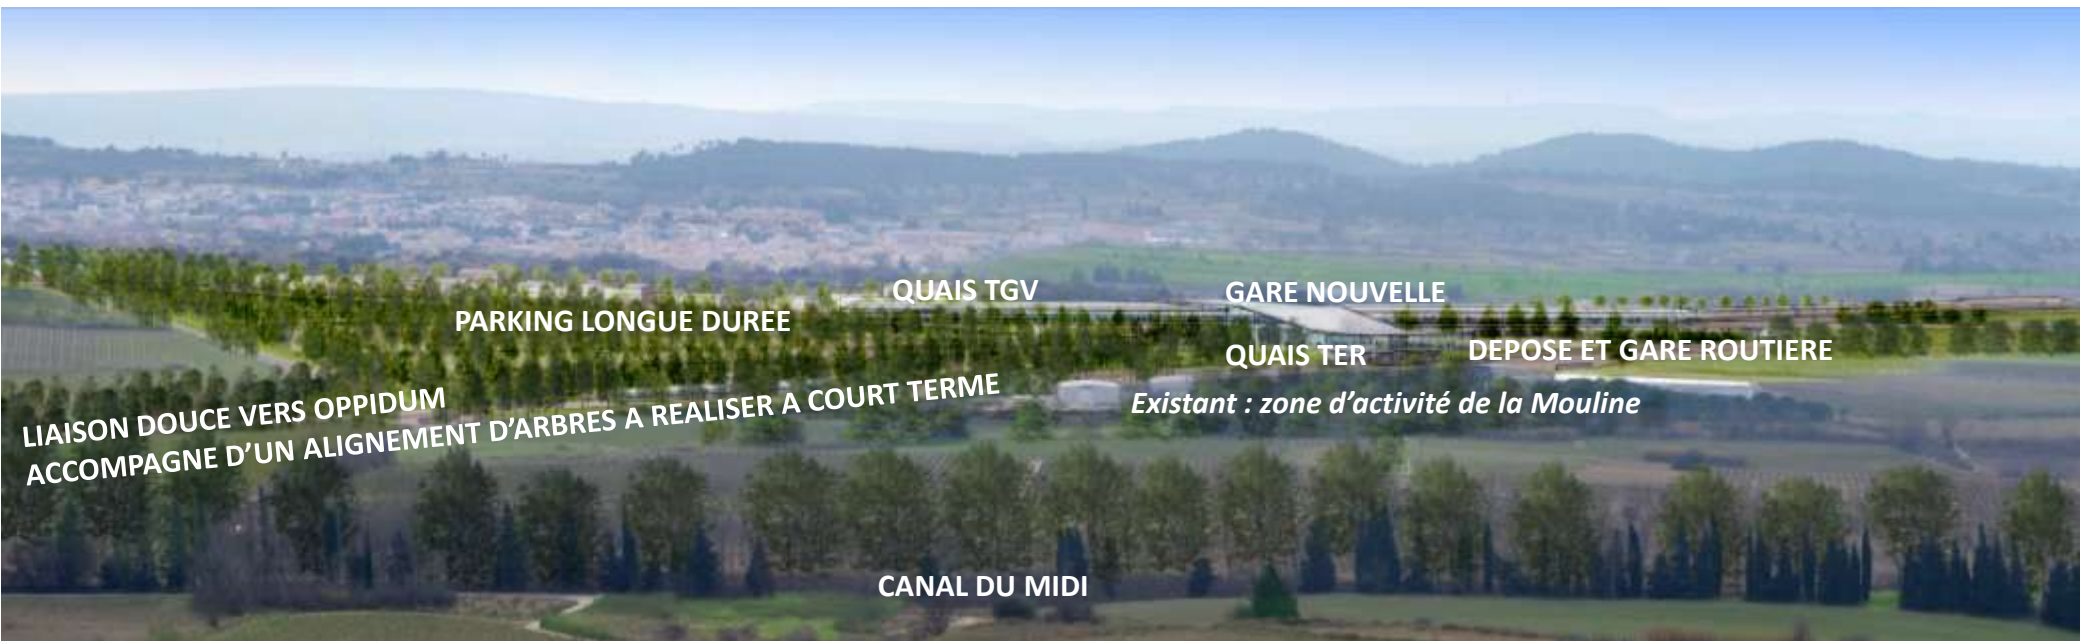 QUAIS TGV
GARE NOUVELLE
PARKING LONGUE DUREE
QUAIS TER
DEPOSE ET GARE ROUTIERE
LIAISON DOUCE VERS OPPIDUM
ACCOMPAGNE D’UN ALIGNEMENT D’ARBRES A REALISER A COURT TERME
Existant : zone d’activité de la Mouline
CANAL DU MIDI